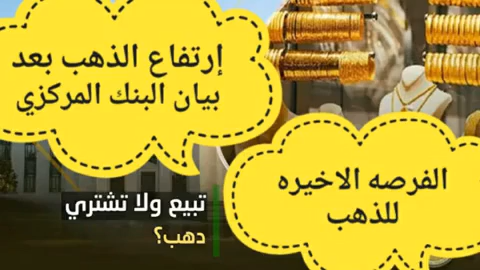 إرتفاع الذهب بعد
بيان البنك المركزي
الفرصه الاخيره
للذهب
تبيع ولا تشتري
دهب؟